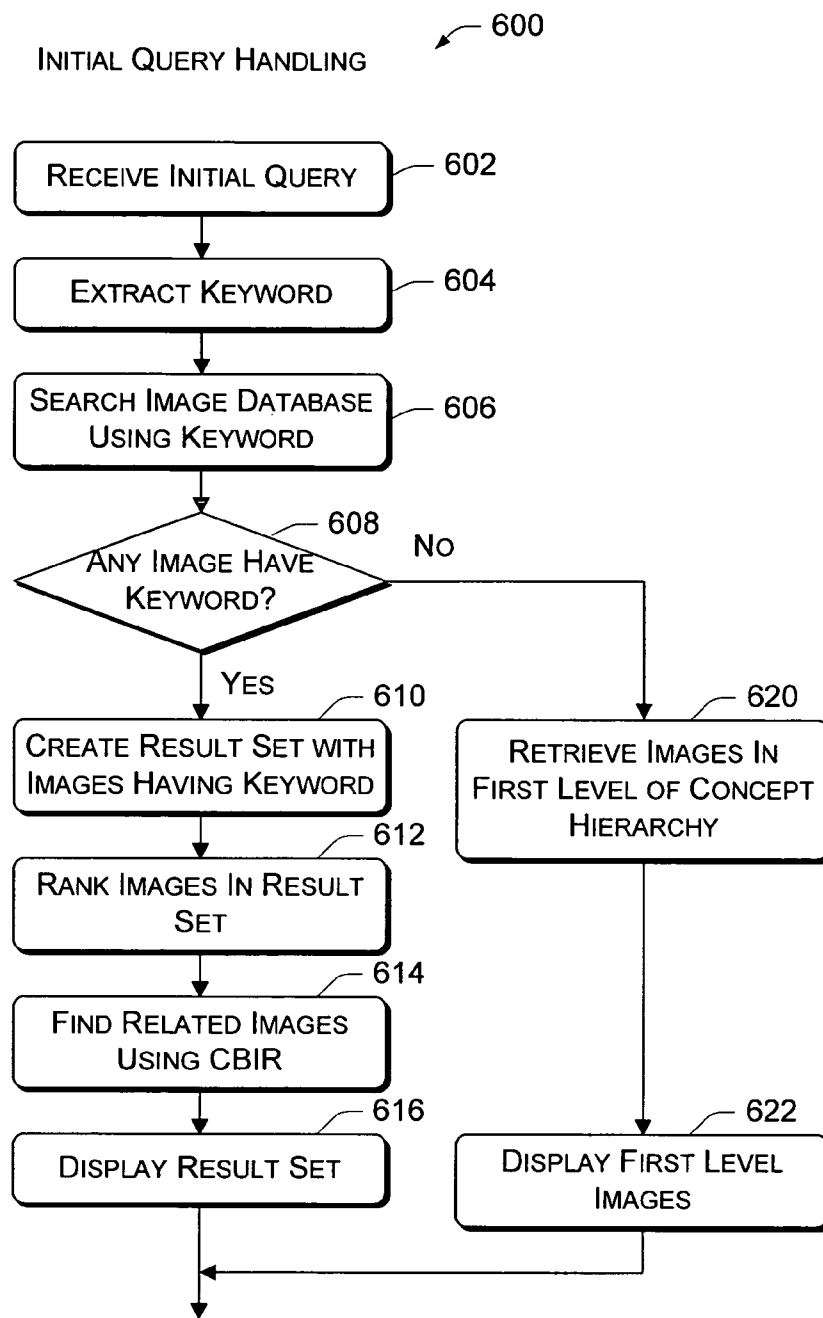 600
INITIAL QUERY HANDLING
RECEIVE INITIAL QUERY
602
EXTRACT KEYWORD
604
SEARCH IMAGE DATABASE
USING KEYWORD
606
608
ANY IMAGE HAVE
KEYWORD?
NO
YES
610
CREATE RESULT SET WITH
IMAGES HAVING KEYWORD
612
RANK IMAGES IN RESULT
SET
614
FIND RELATED IMAGES
USING CBIR
616
DISPLAY RESULT SET
620
RETRIEVE IMAGES IN
FIRST LEVEL OF CONCEPT
HIERARCHY
622
DISPLAY FIRST LEVEL
IMAGES